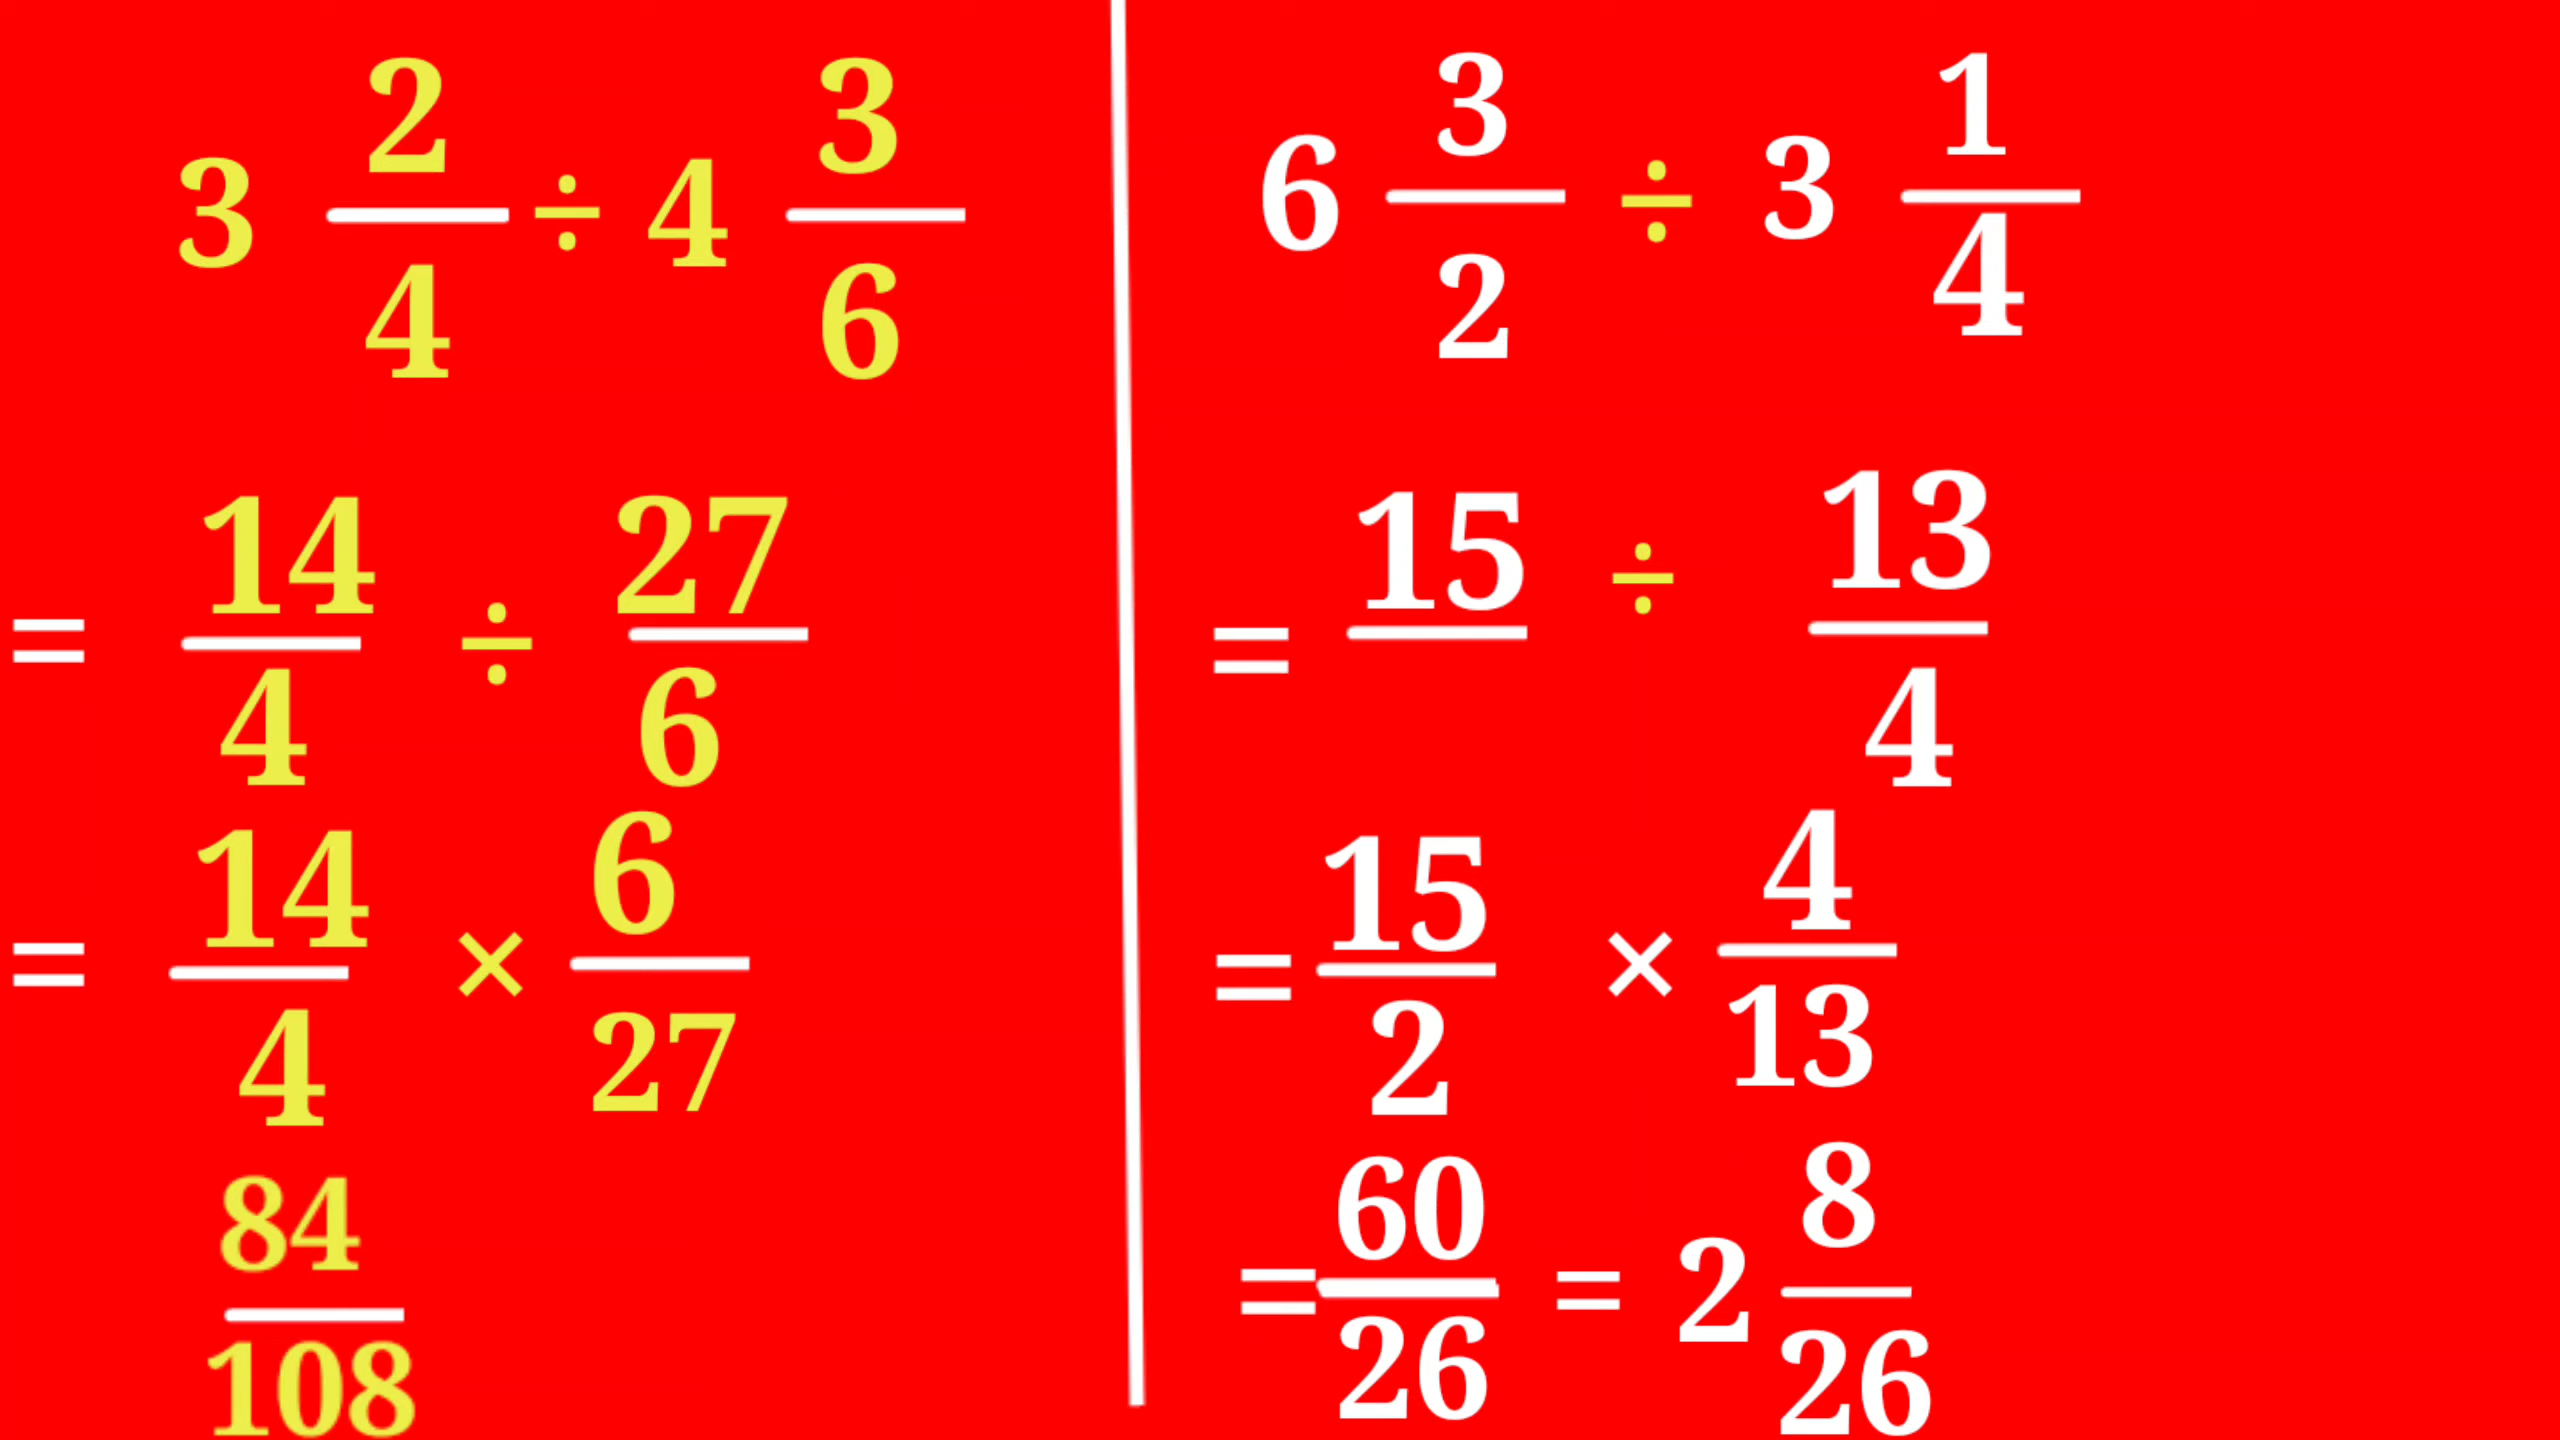 3 2/4 ÷ 4 3/6
= 14/4 ÷ 27/6
= 14/4 × 6/27
84/108
6 3/2 ÷ 3 1/4
= 15/ ÷ 13/4
= 15/2 × 4/13
= 60/26 = 2 8/26